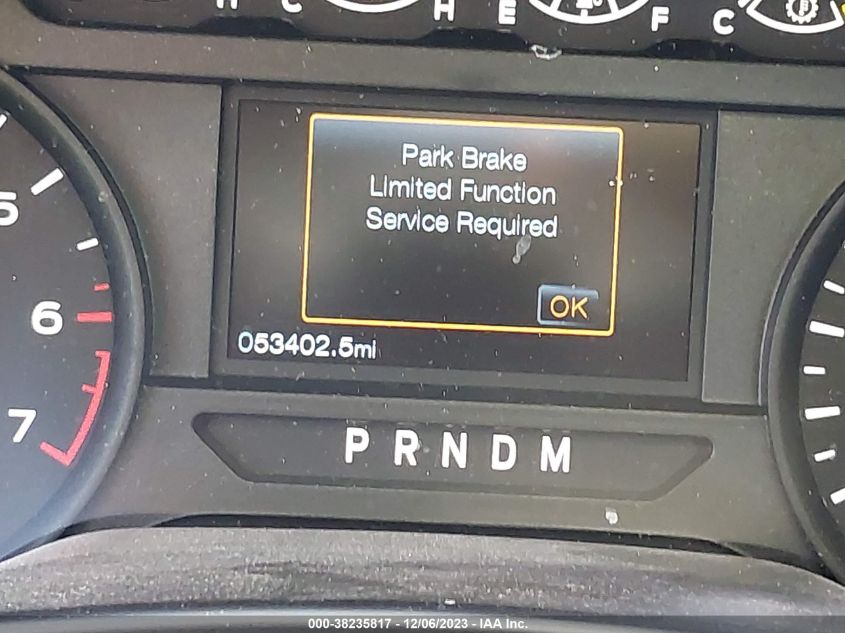 H C H E F C
5
6
7
Park Brake
Limited Function
Service Required
OK
053402.5mi
P R N D M
000-38235817 - 12/06/2023 - IAA Inc.